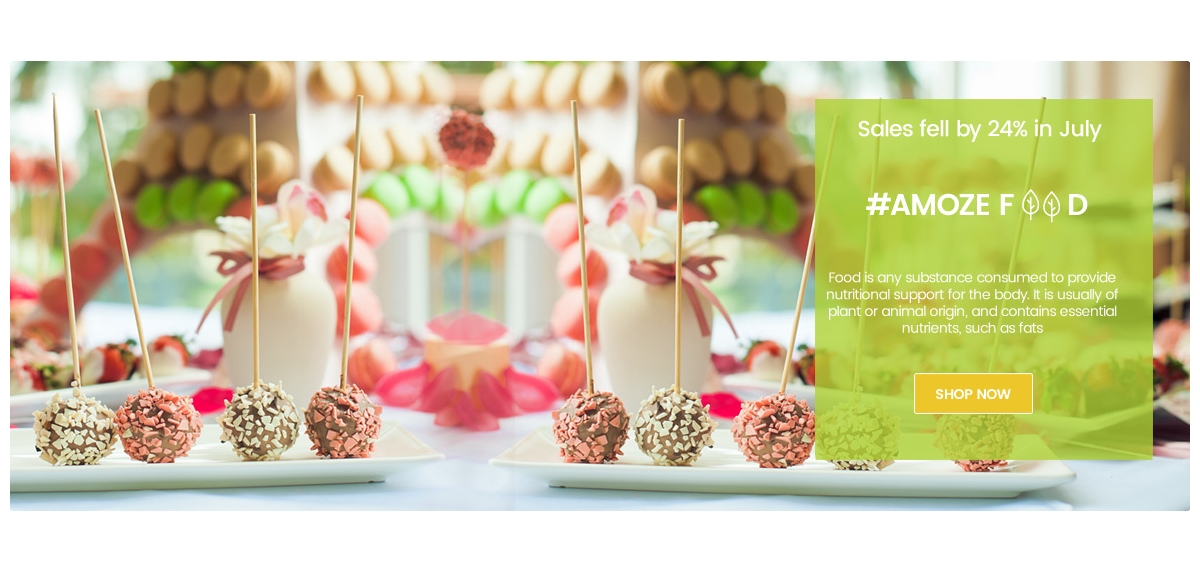 Sales fell by 24% in July
#AMOZE FOOD
Food is any substance consumed to provide
nutritional support for the body. It is usually of
plant or animal origin, and contains essential
nutrients, such as fats
SHOP NOW